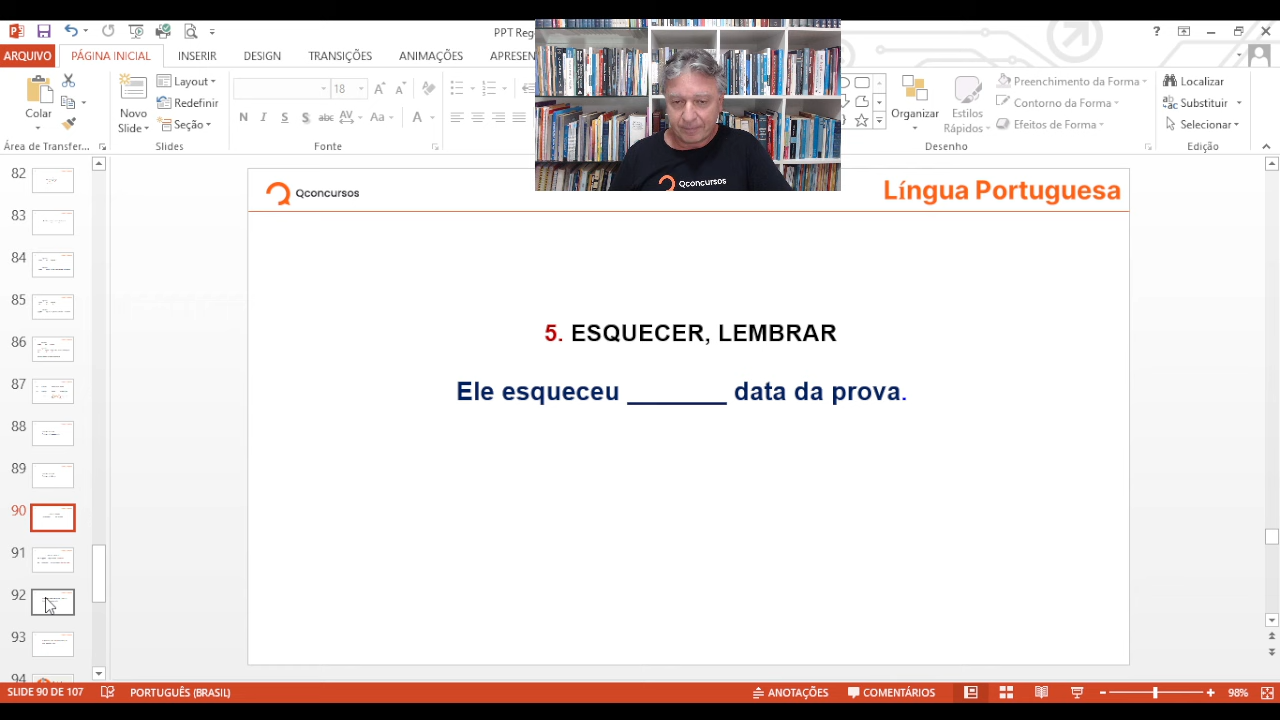 PPT Reg
ARQUIVO PÁGINA INICIAL INSERIR DESIGN TRANSIÇÕES ANIMAÇÕES APRESEN
Colar
Novo
Slide
Layout
Redefinir
Seção
18
N I S S abc AV Aa A
Organizar
Estilos
Rápidos
Preenchimento da Forma
Contorno da Forma
Efeitos de Forma
Localizar
Substituir
Selecionar
Área de Transfer... Slides Fonte Desenho Edição
82
83
84
85
86
87
88
89
90
91
92
93
94
Qconcursos
Qconcursos
Língua Portuguesa
5. ESQUECER, LEMBRAR
Ele esqueceu _______ data da prova.
SLIDE 90 DE 107 PORTUGUÊS (BRASIL) ANOTAÇÕES COMENTÁRIOS 98%